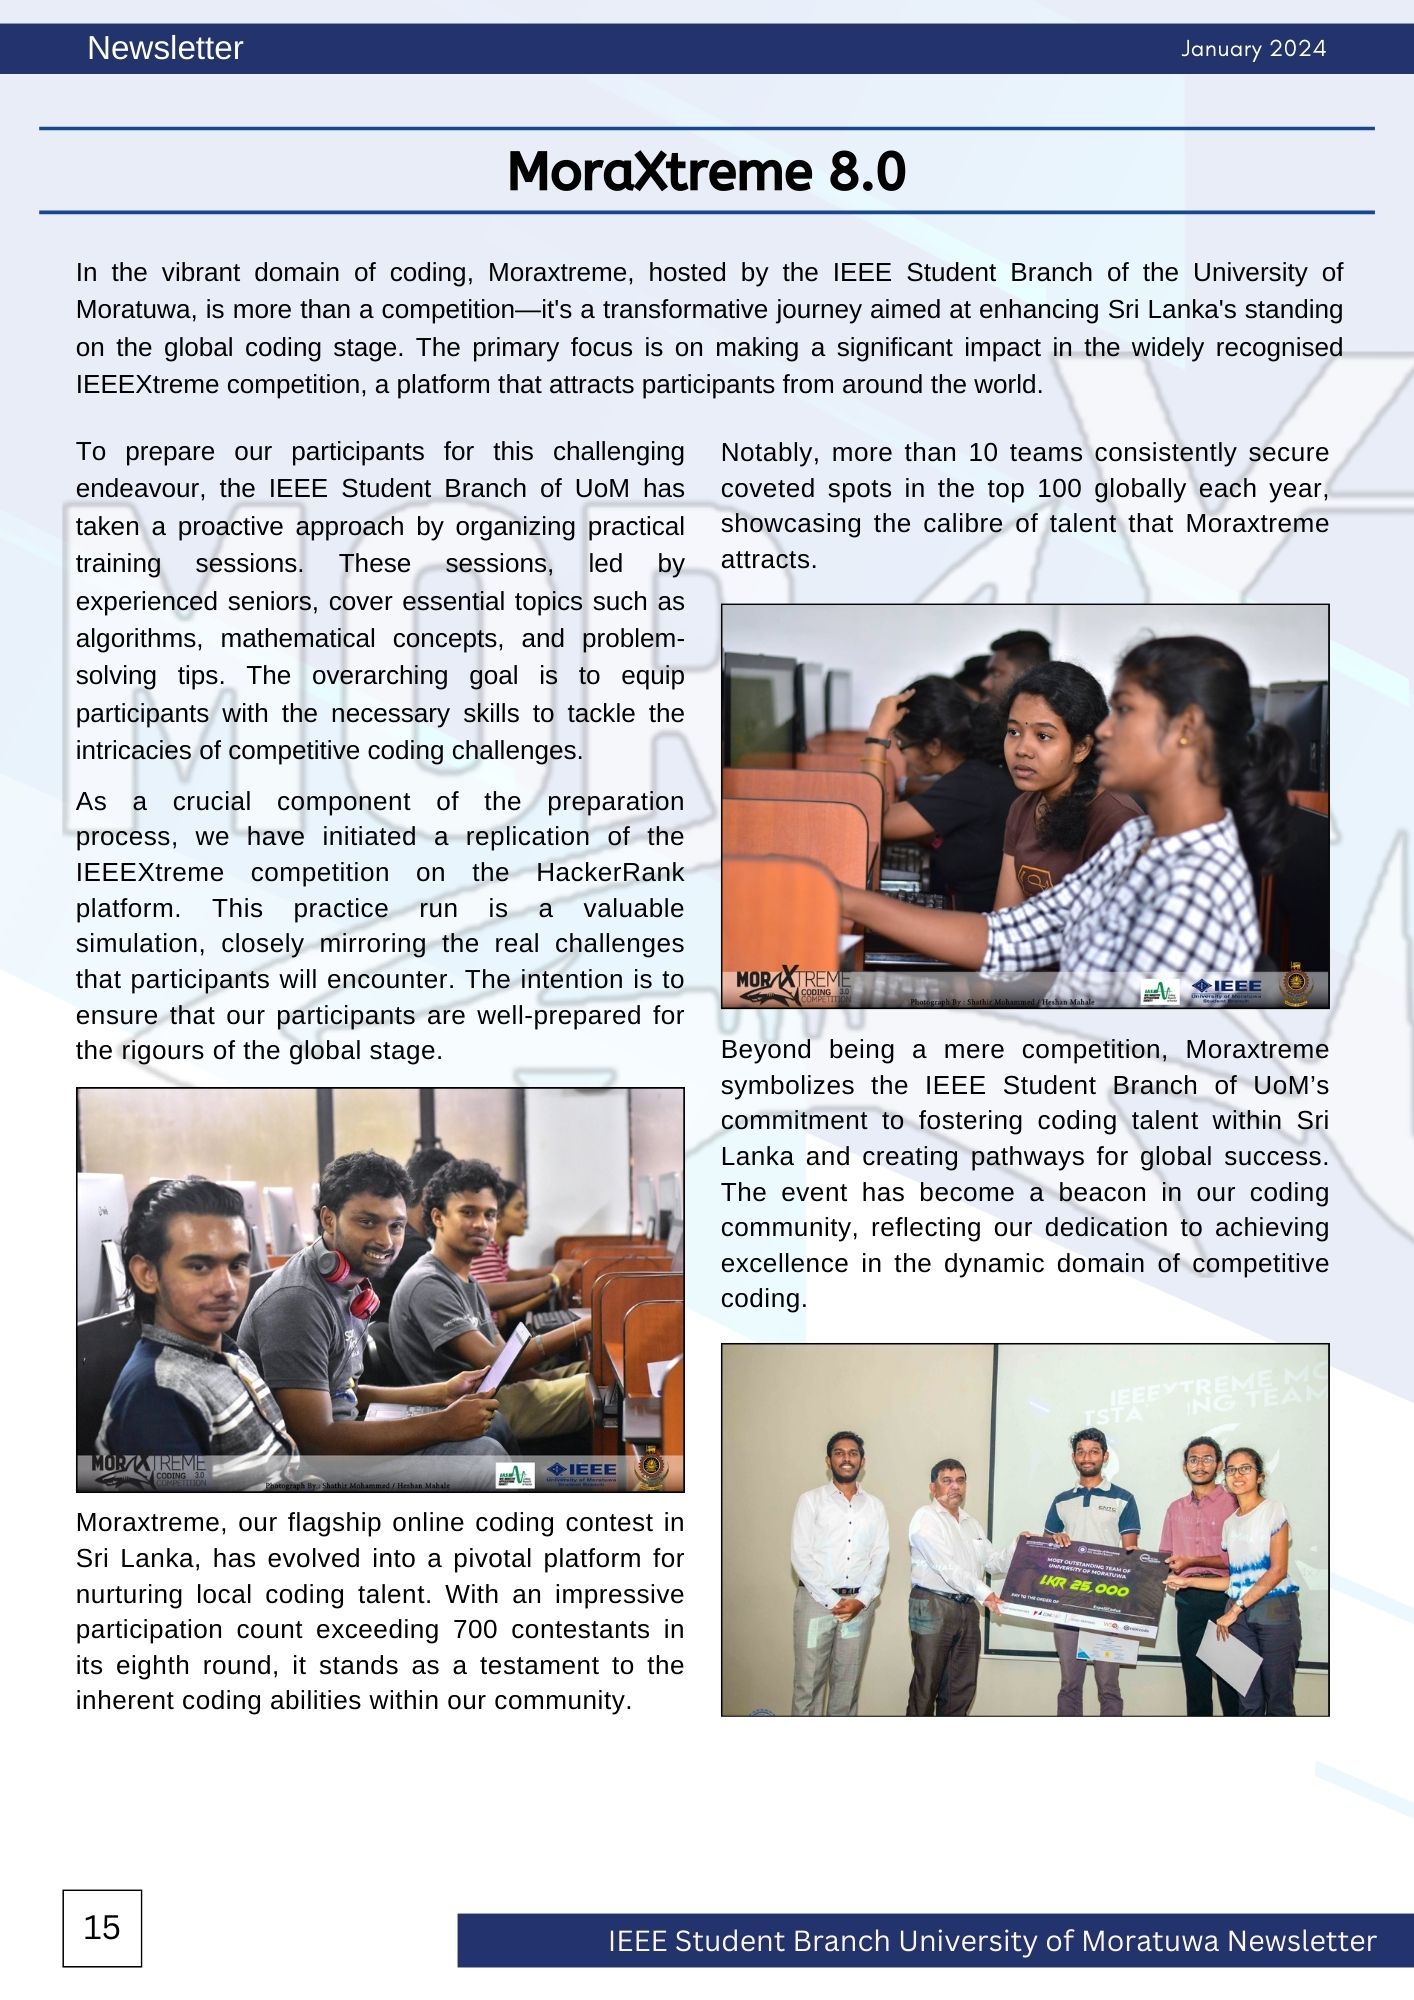 Newsletter
January 2024
MoraXtreme 8.0
In the vibrant domain of coding, Moraxtreme, hosted by the IEEE Student Branch of the University of
Moratuwa, is more than a competition—it's a transformative journey aimed at enhancing Sri Lanka's standing
on the global coding stage. The primary focus is on making a significant impact in the widely recognised
IEEEXtreme competition, a platform that attracts participants from around the world.
To prepare our participants for this challenging
endeavour, the IEEE Student Branch of UoM has
taken a proactive approach by organizing practical
training sessions. These sessions, led by
experienced seniors, cover essential topics such as
algorithms, mathematical concepts, and problem-
solving tips. The overarching goal is to equip
participants with the necessary skills to tackle the
intricacies of competitive coding challenges.
As a crucial component of the preparation
process, we have initiated a replication of the
IEEEXtreme competition on the HackerRank
platform. This practice run is a valuable
simulation, closely mirroring the real challenges
that participants will encounter. The intention is to
ensure that our participants are well-prepared for
the rigours of the global stage.
MORAXTREME
CODING 3.0
COMPETITION
Photograph By : Shathir Mohammed / Heshan Mahale
IEEE
University of Moratuwa
Student Branch
Moraxtreme, our flagship online coding contest in
Sri Lanka, has evolved into a pivotal platform for
nurturing local coding talent. With an impressive
participation count exceeding 700 contestants in
its eighth round, it stands as a testament to the
inherent coding abilities within our community.
Notably, more than 10 teams consistently secure
coveted spots in the top 100 globally each year,
showcasing the calibre of talent that Moraxtreme
attracts.
MORAXTREME
CODING 3.0
COMPETITION
Photograph By : Shathir Mohammed / Heshan Mahale
IEEE
University of Moratuwa
Student Branch
Beyond being a mere competition, Moraxtreme
symbolizes the IEEE Student Branch of UoM’s
commitment to fostering coding talent within Sri
Lanka and creating pathways for global success.
The event has become a beacon in our coding
community, reflecting our dedication to achieving
excellence in the dynamic domain of competitive
coding.
MOST OUTSTANDING TEAM OF
UNIVERSITY OF MORATUWA
LKR 25,000
PAY TO THE ORDER OF
15
IEEE Student Branch University of Moratuwa Newsletter